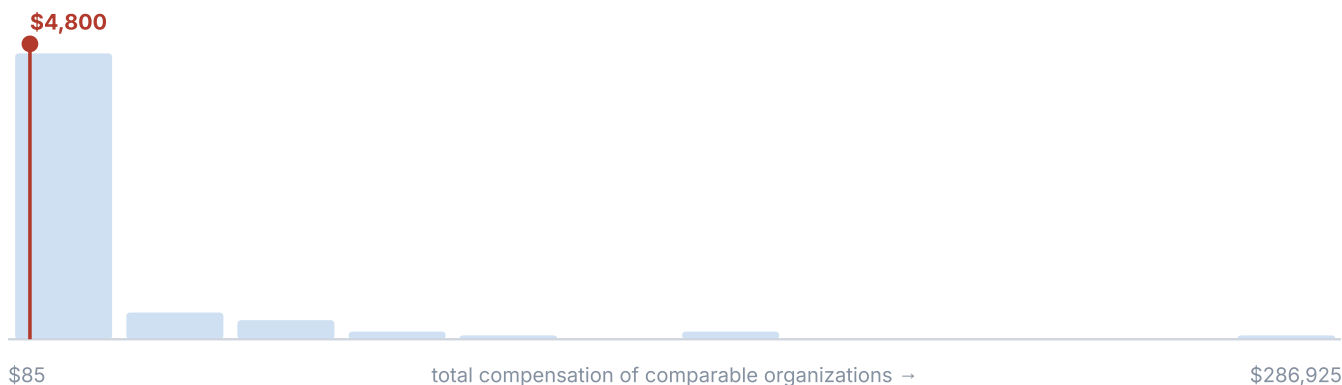 $4,800
$85 total compensation of comparable organizations → $286,925